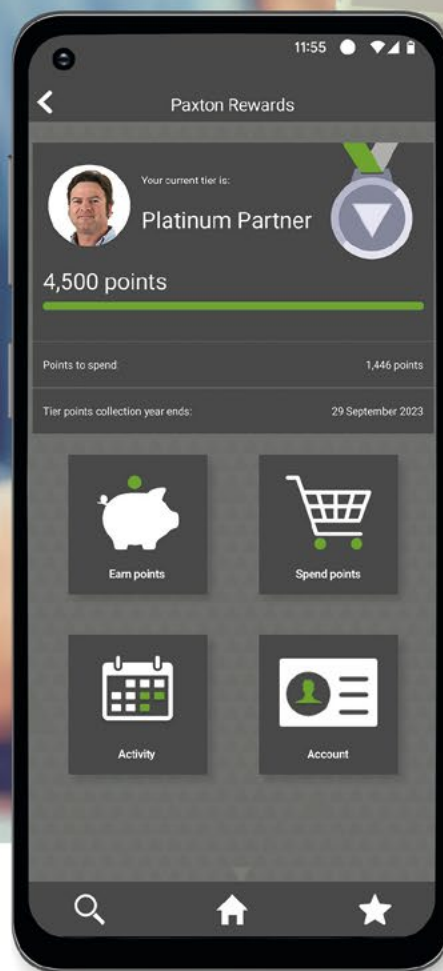 11:55
Paxton Rewards
Your current tier is:
Platinum Partner
4,500 points
Points to spend 1,446 points
Tier points collection year ends: 29 September 2023
Earn points Spend points
Activity Account